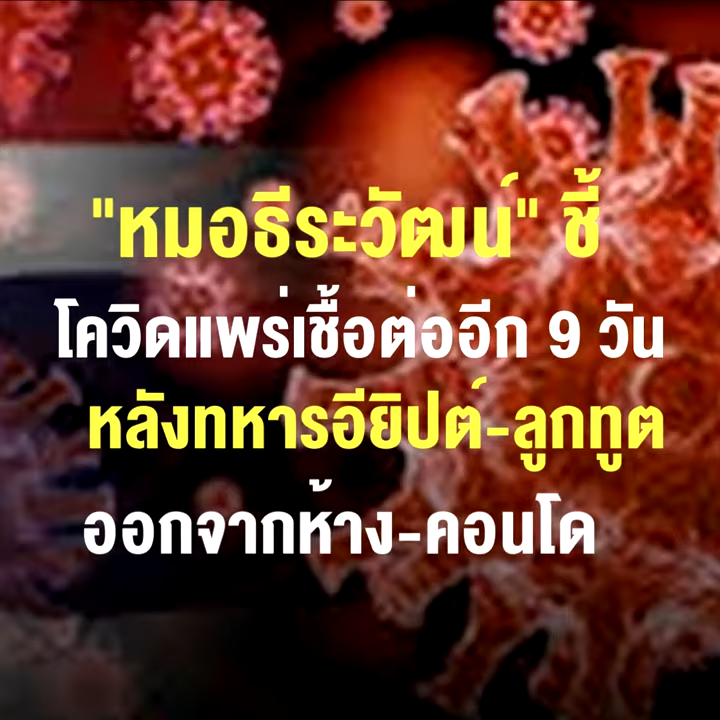 "หมอธีระวัฒน์" ชี้
โควิดแพร่เชื้อต่ออีก 9 วัน
หลังทหารอียิปต์-ลูกทูต
ออกจากห้าง-คอนโด